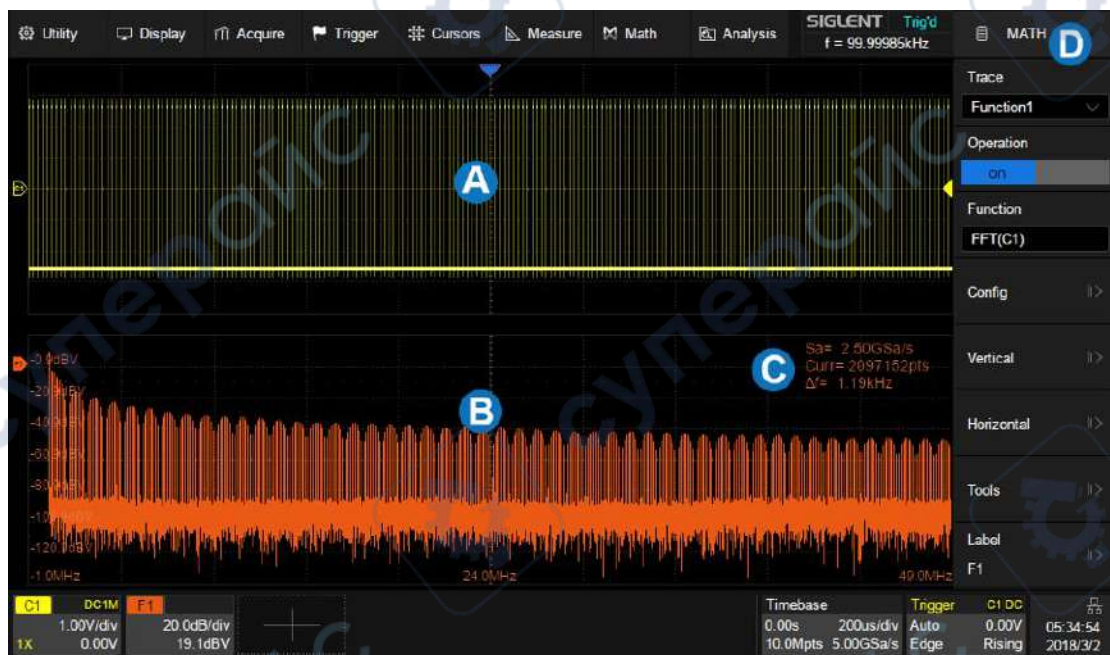 Utility Display Acquire Trigger Cursors Measure Math Analysis
SIGLENT Trig'd
f = 99.99985kHz
MATH
D
Trace
Function1
Operation
on
Function
FFT(C1)
Config
Vertical
Horizontal
Tools
Label
F1
A
Sa= 2.50GSa/s
Curr= 2097152pts
Δf= 1.19kHz
C
B
-0.9dBV
-1.0MHz 24.0MHz 49.0MHz
C1 DC1M
1.00V/div
1X 0.00V
F1
20.0dB/div
19.1dBV
Timebase
0.00s 200us/div
10.0Mpts 5.00GSa/s
Trigger C1 DC
Auto 0.00V
Edge Rising
05:34:54
2018/3/2
суперайс
суперайс